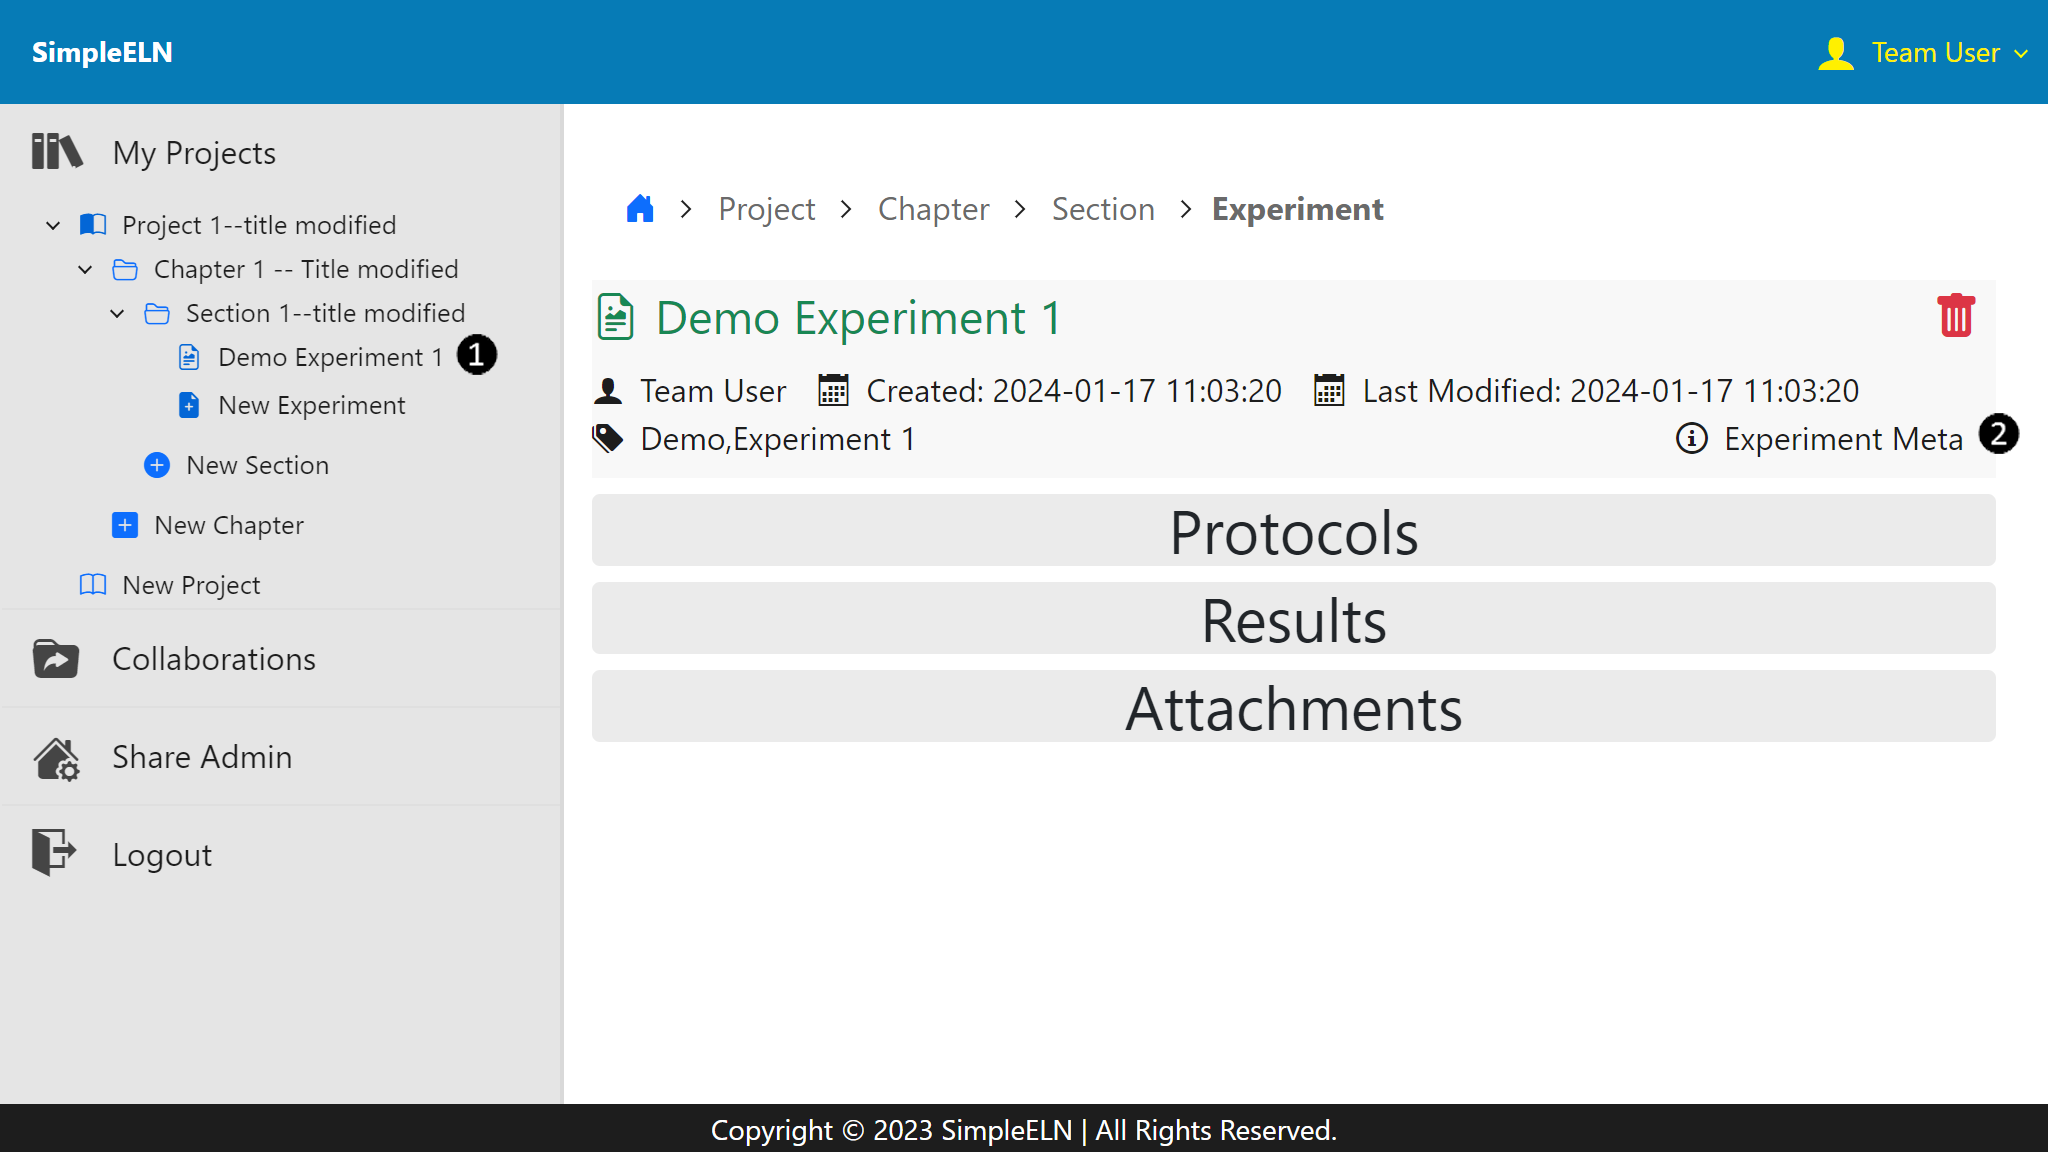 SimpleELN
Team User
My Projects
Project 1--title modified
Chapter 1 -- Title modified
Section 1--title modified
Demo Experiment 1 1
New Experiment
New Section
New Chapter
New Project
Collaborations
Share Admin
Logout
Project Chapter Section Experiment
Demo Experiment 1
Team User Created: 2024-01-17 11:03:20 Last Modified: 2024-01-17 11:03:20
Demo,Experiment 1 Experiment Meta 2
Protocols
Results
Attachments
Copyright © 2023 SimpleELN | All Rights Reserved.